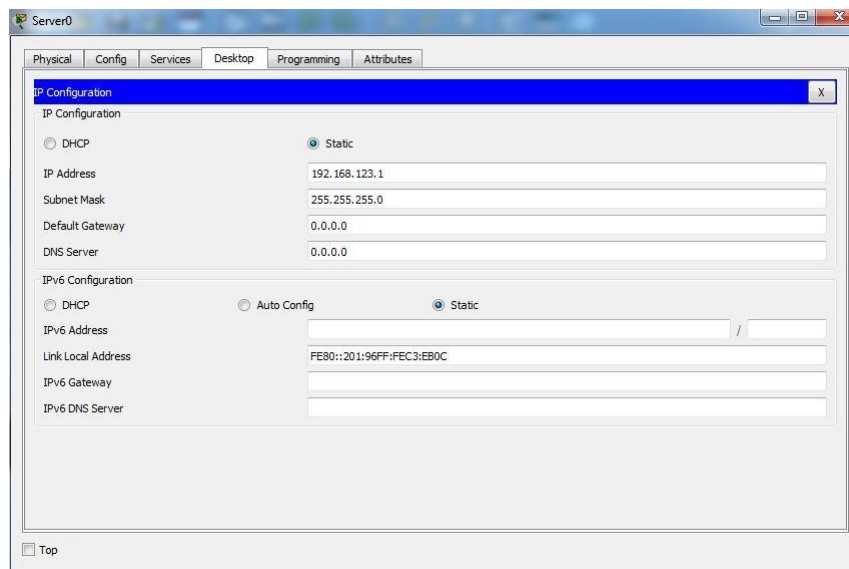 Server0
X
Physical Config Services Desktop Programming Attributes
IP Configuration X
IP Configuration
DHCP Static
IP Address 192.168.123.1
Subnet Mask 255.255.255.0
Default Gateway 0.0.0.0
DNS Server 0.0.0.0
IPv6 Configuration
DHCP Auto Config Static
IPv6 Address /
Link Local Address FE80::201:96FF:FEC3:EB0C
IPv6 Gateway
IPv6 DNS Server
Top